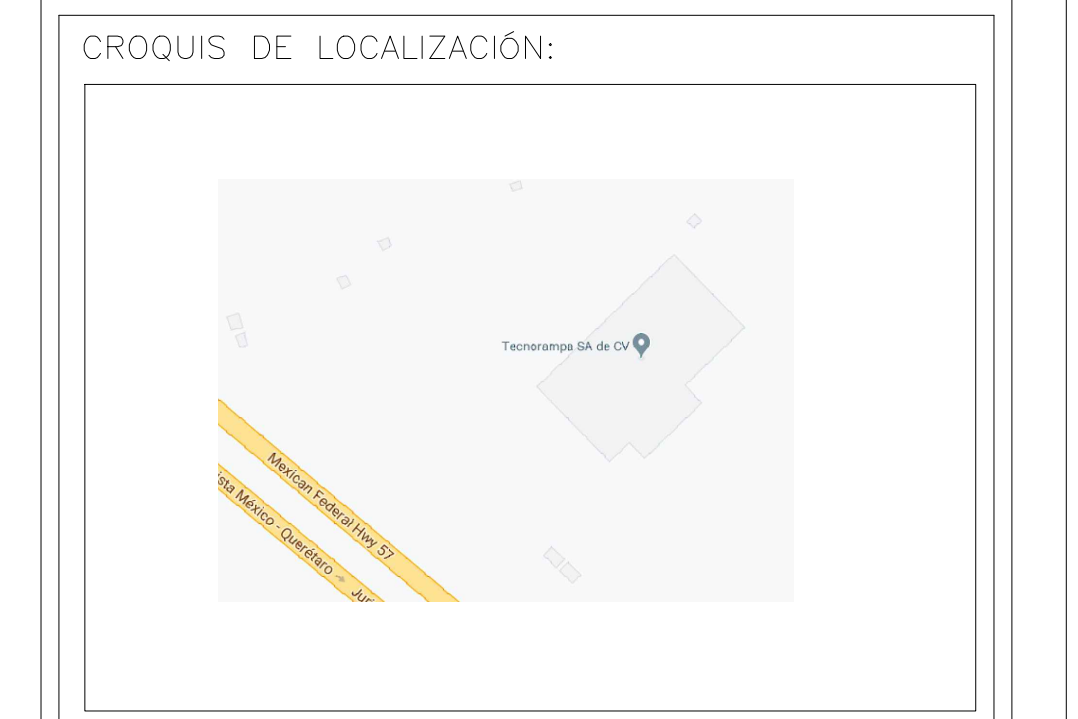 CROQUIS DE LOCALIZACIÓN:
Tecnorampa SA de CV
Mexican Federal Hwy 57
ista México - Querétaro